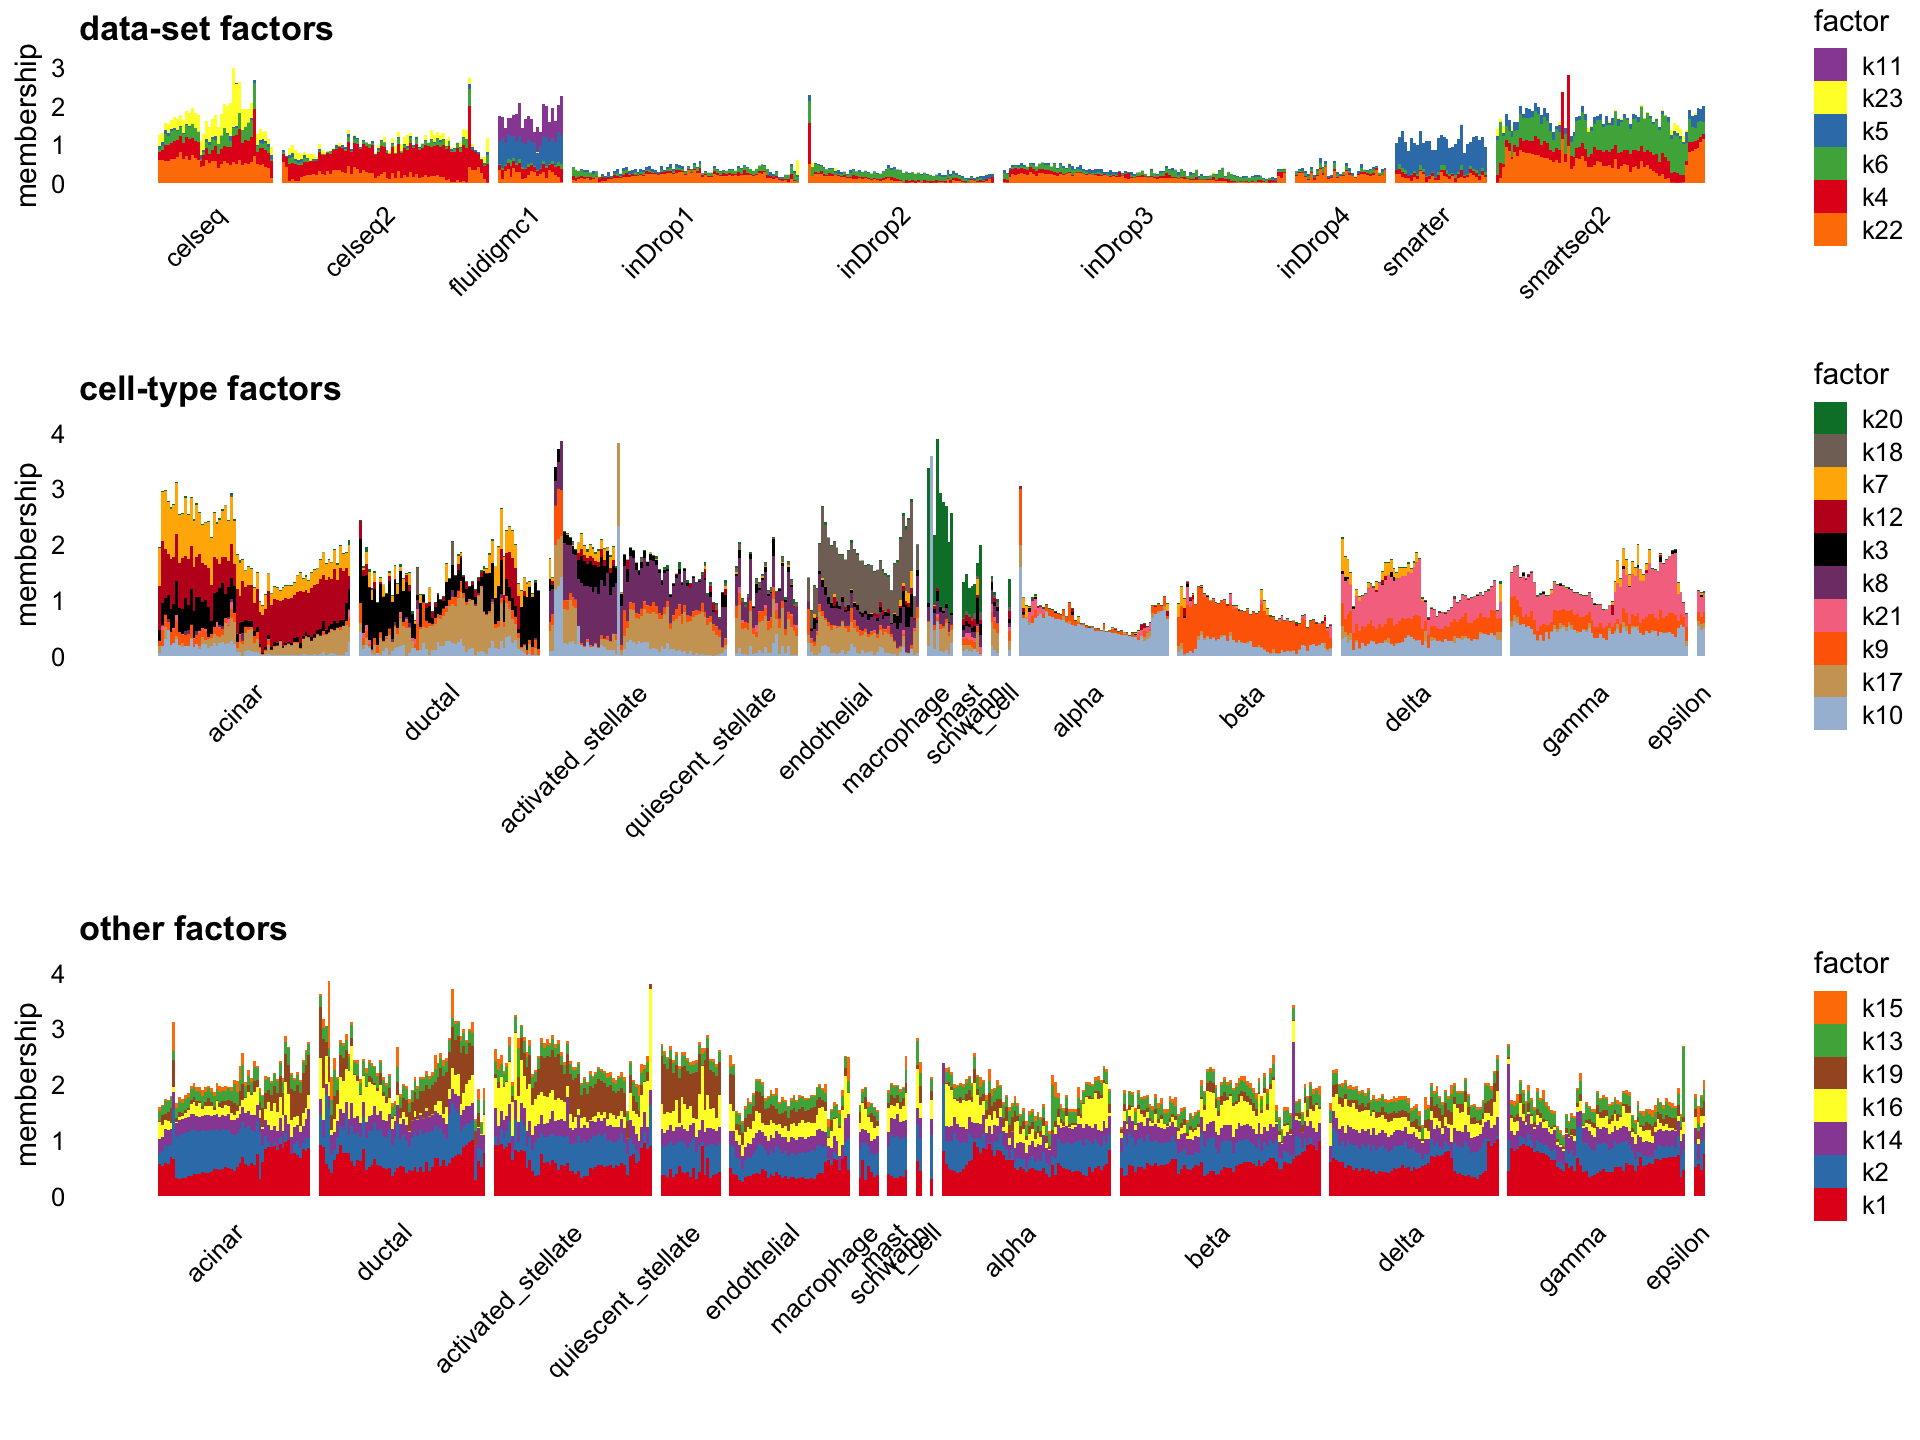 data-set factors
membership
3
2
1
0
celseq
celseq2
fluidigmc1
inDrop1
inDrop2
inDrop3
inDrop4
smarter
smartseq2
factor
k11
k23
k5
k6
k4
k22
cell-type factors
membership
4
3
2
1
0
acinar
ductal
activated_stellate
quiescent_stellate
endothelial
macrophage
mast
schwann
t_cell
alpha
beta
delta
gamma
epsilon
factor
k20
k18
k7
k12
k3
k8
k21
k9
k17
k10
other factors
membership
4
3
2
1
0
acinar
ductal
activated_stellate
quiescent_stellate
endothelial
macrophage
mast
schwann
t_cell
alpha
beta
delta
gamma
epsilon
factor
k15
k13
k19
k16
k14
k2
k1